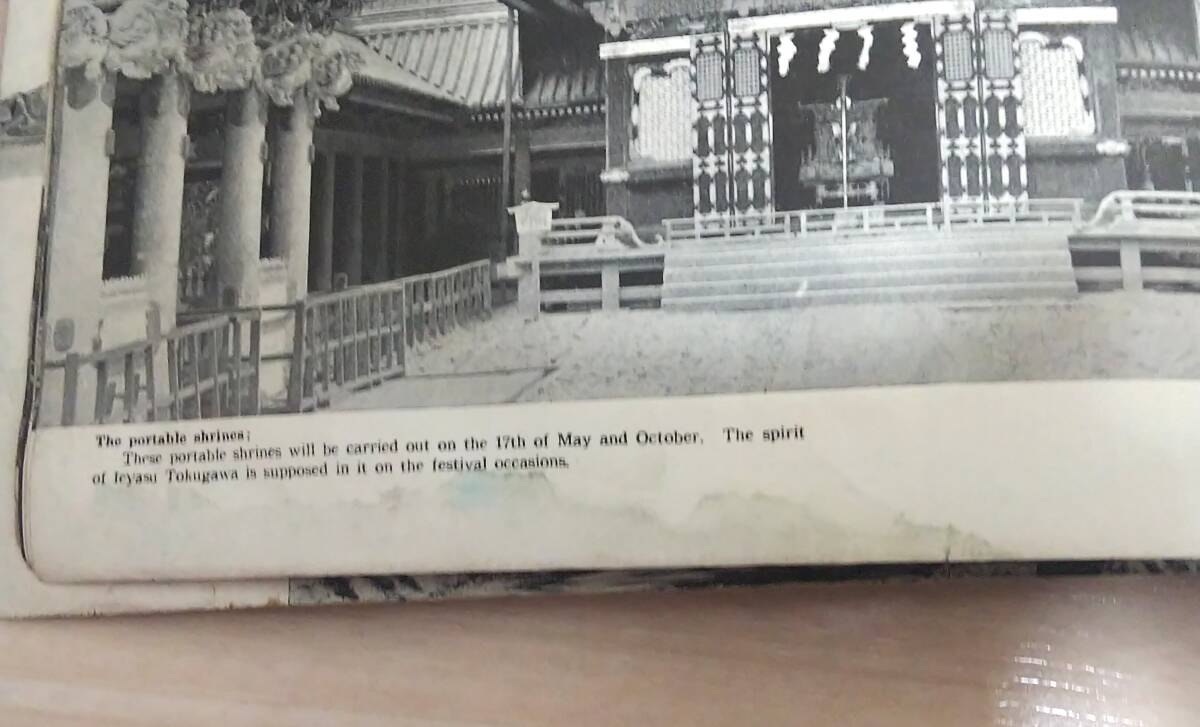 The portable shrines;
These portable shrines will be carried out on the 17th of May and October. The spirit
of Ieyasu Tokugawa is supposed in it on the festival occasions.